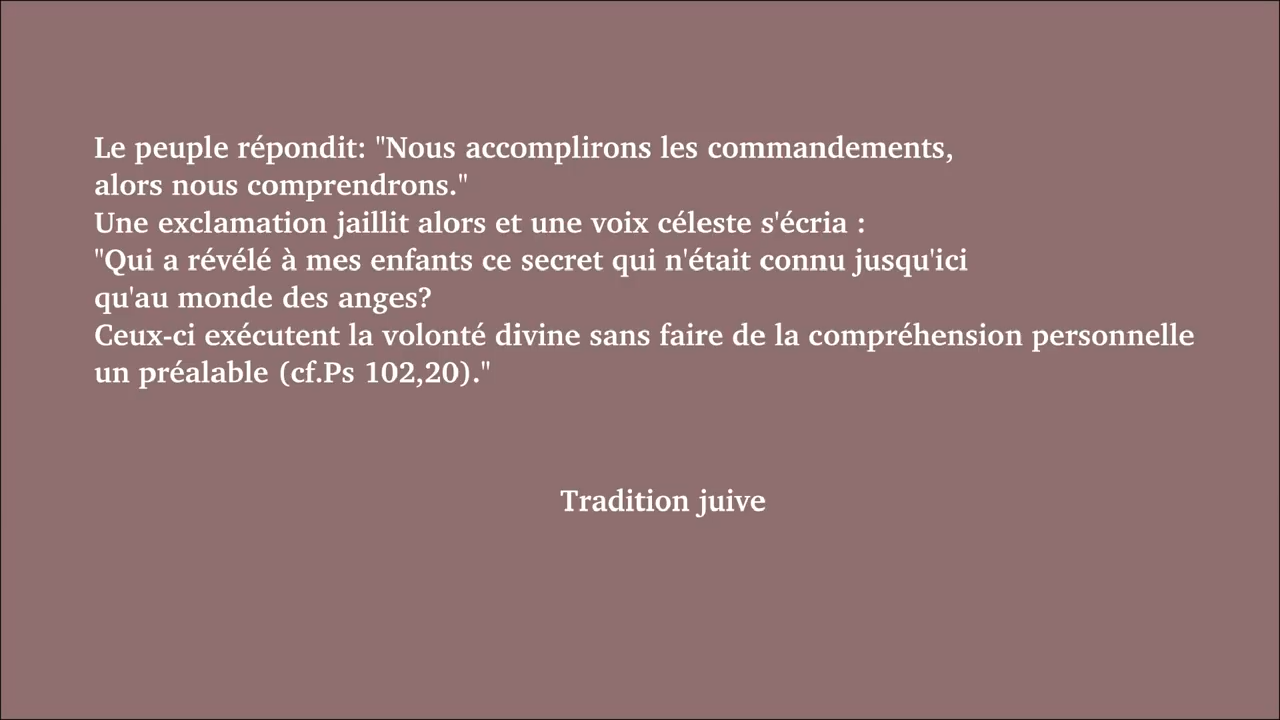 Le peuple répondit: "Nous accomplirons les commandements,
alors nous comprendrons."
Une exclamation jaillit alors et une voix céleste s'écria :
"Qui a révélé à mes enfants ce secret qui n'était connu jusqu'ici
qu'au monde des anges?
Ceux-ci exécutent la volonté divine sans faire de la compréhension personnelle
un préalable (cf.Ps 102,20)."
Tradition juive